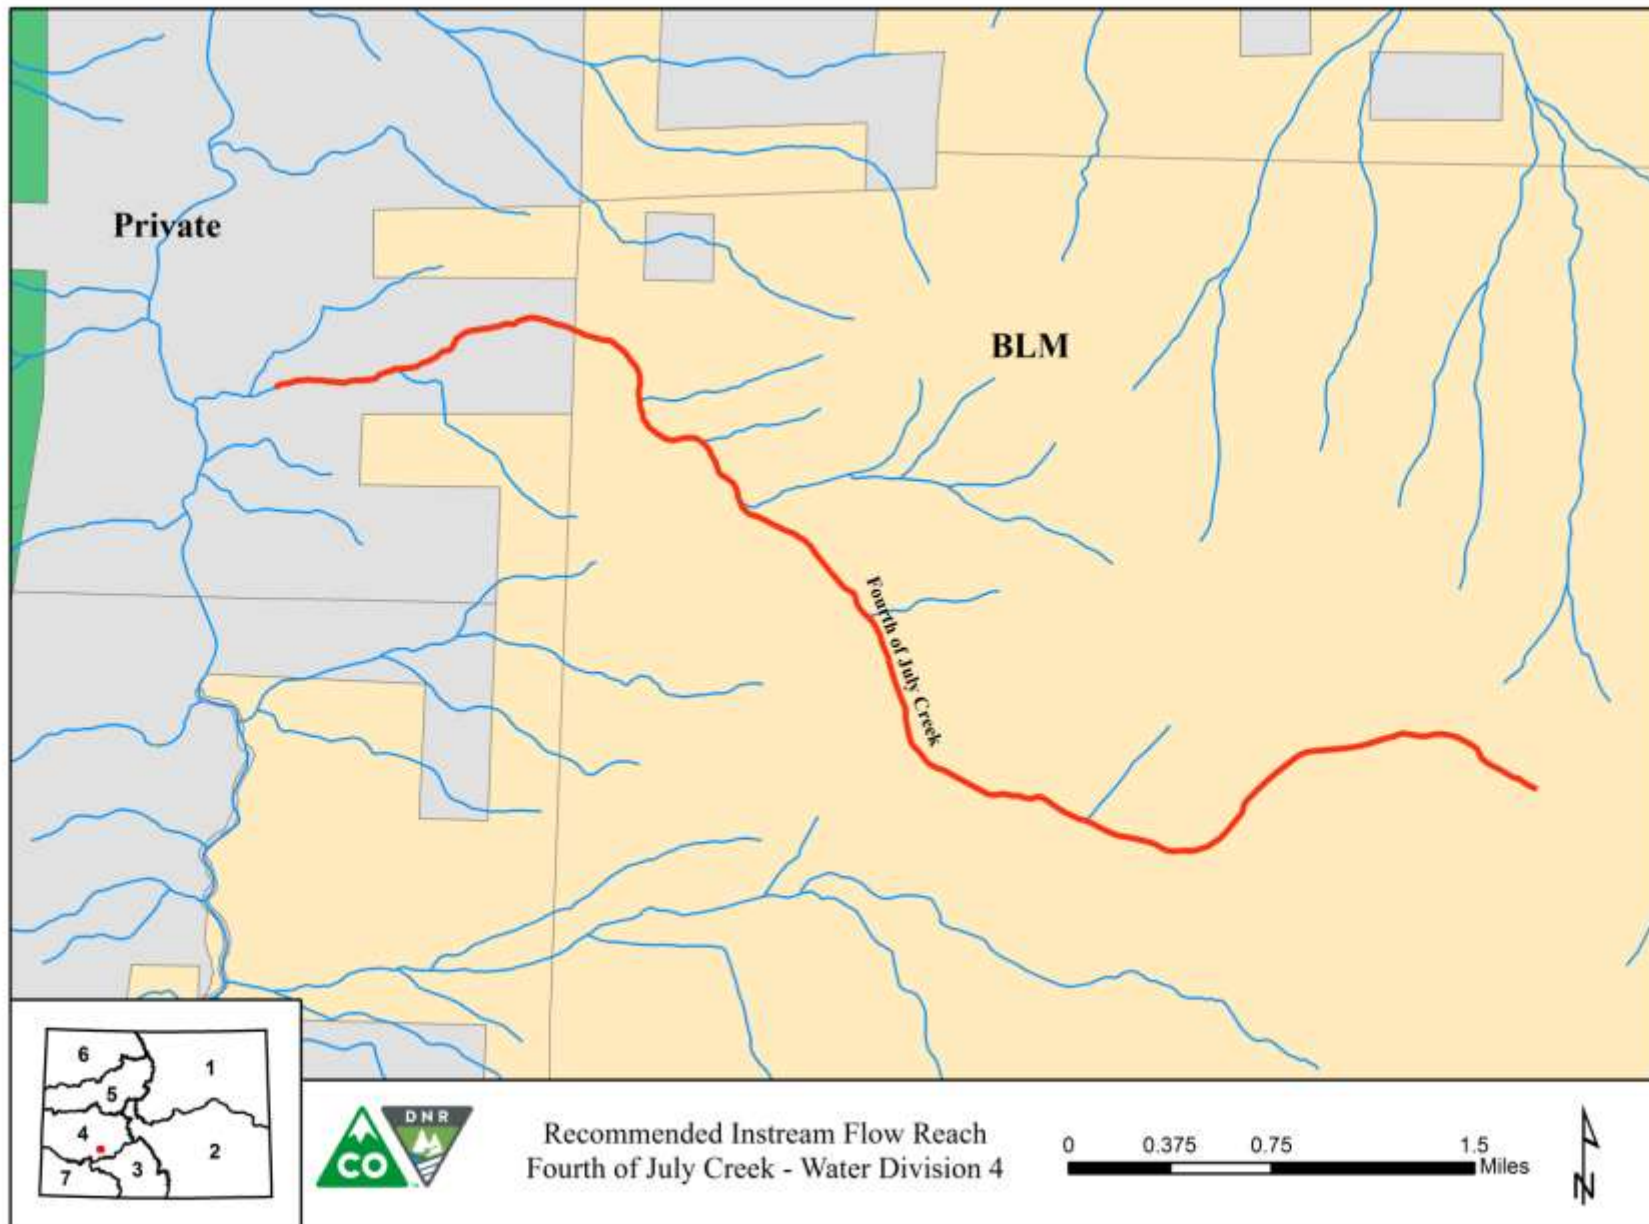 Private
BLM
Fourth of July Creek
6
1
5
4
2
3
7
CO
DNR
Recommended Instream Flow Reach
Fourth of July Creek - Water Division 4
0 0.375 0.75 1.5
Miles
N